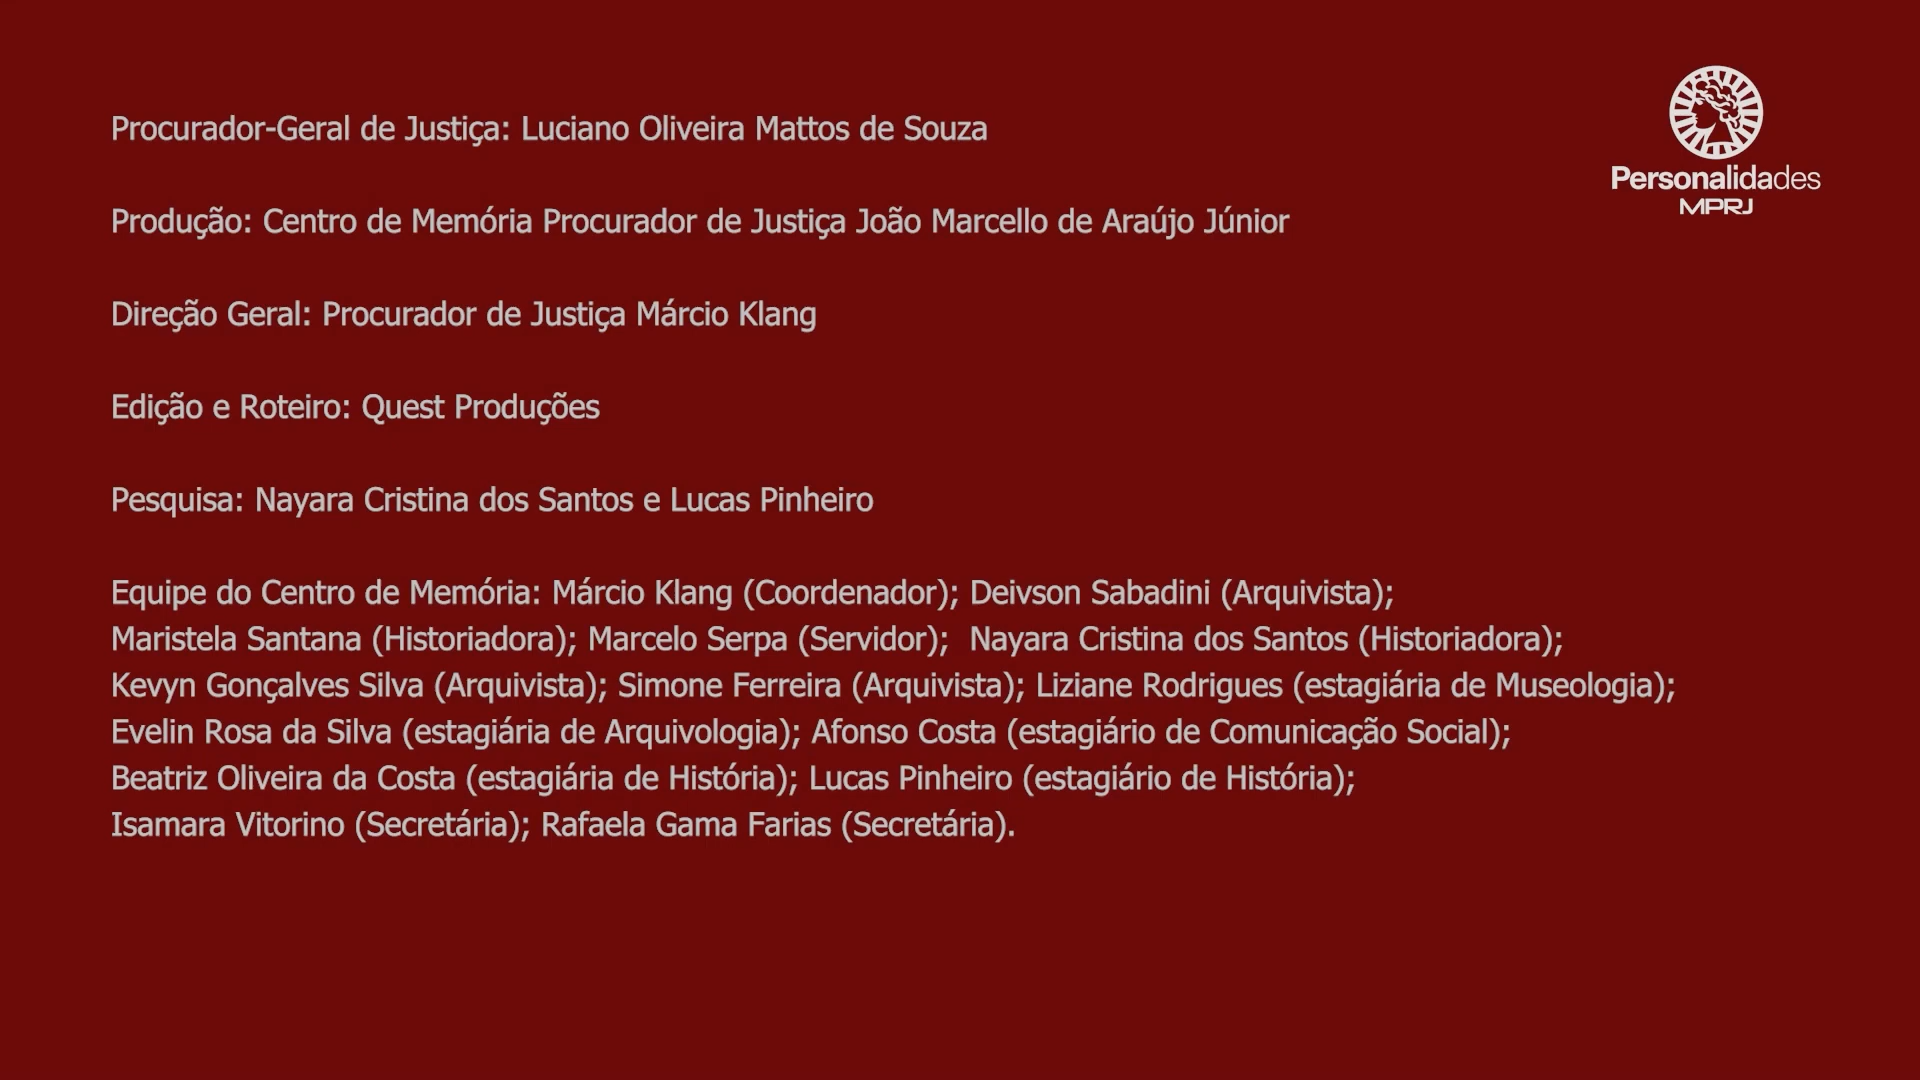 Procurador-Geral de Justiça: Luciano Oliveira Mattos de Souza
Personalidades
MPRJ
Produção: Centro de Memória Procurador de Justiça João Marcello de Araújo Júnior
Direção Geral: Procurador de Justiça Márcio Klang
Edição e Roteiro: Quest Produções
Pesquisa: Nayara Cristina dos Santos e Lucas Pinheiro
Equipe do Centro de Memória: Márcio Klang (Coordenador); Deivson Sabadini (Arquivista);
Maristela Santana (Historiadora); Marcelo Serpa (Servidor);  Nayara Cristina dos Santos (Historiadora);
Kevyn Gonçalves Silva (Arquivista); Simone Ferreira (Arquivista); Liziane Rodrigues (estagiária de Museologia);
Evelin Rosa da Silva (estagiária de Arquivologia); Afonso Costa (estagiário de Comunicação Social);
Beatriz Oliveira da Costa (estagiária de História); Lucas Pinheiro (estagiário de História);
Isamara Vitorino (Secretária); Rafaela Gama Farias (Secretária).